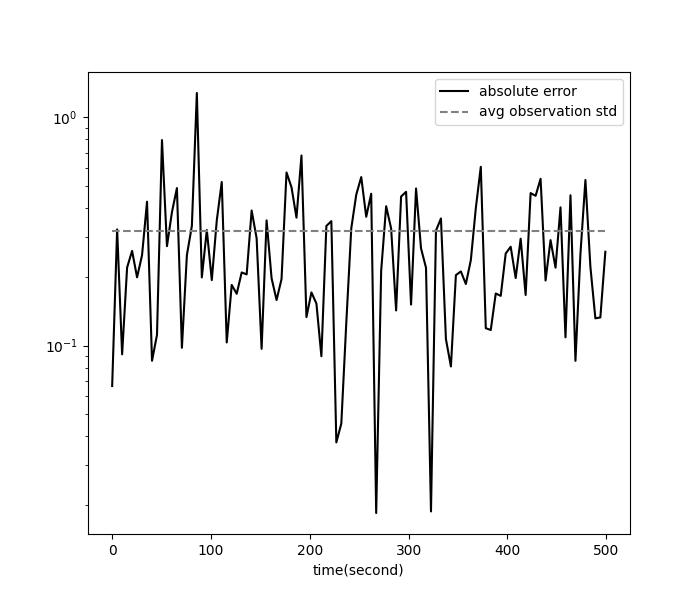 absolute error
avg observation std
10⁰
10⁻¹
0 100 200 300 400 500
time(second)